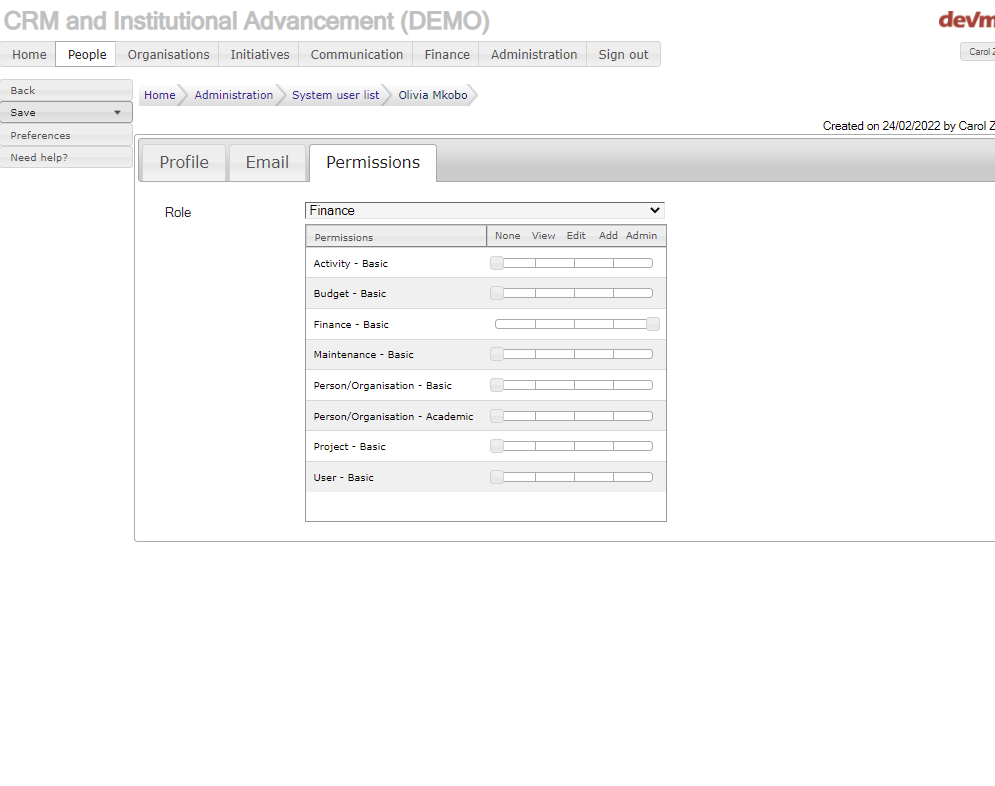 CRM and Institutional Advancement (DEMO)
devm
Home People Organisations Initiatives Communication Finance Administration Sign out
Carol Z
Back
Save
Preferences
Need help?
Home Administration System user list Olivia Mkobo
Created on 24/02/2022 by Carol Z
Profile Email Permissions
Role
Finance
Permissions None View Edit Add Admin
Activity - Basic
Budget - Basic
Finance - Basic
Maintenance - Basic
Person/Organisation - Basic
Person/Organisation - Academic
Project - Basic
User - Basic